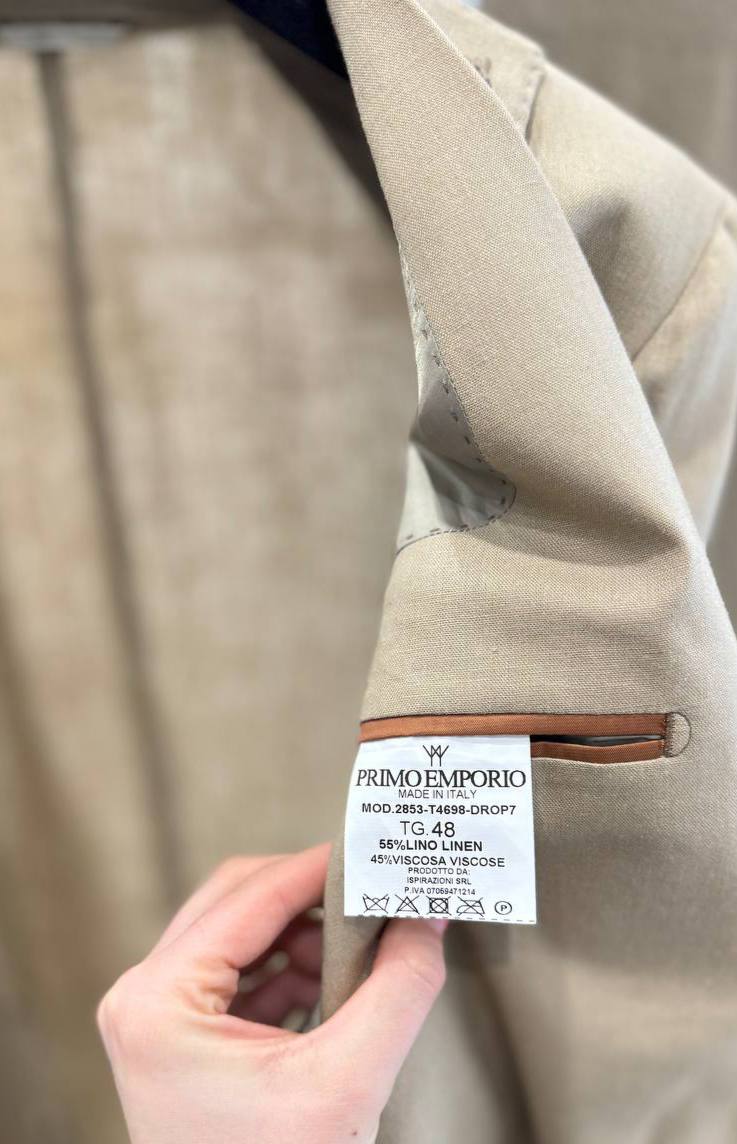 PRIMO EMPORIO
MADE IN ITALY
MOD.2853-T4698-DROP7
TG.48
55%LINO LINEN
45%VISCOSA VISCOSE
PRODOTTO DA:
ISPIRAZIONI SRL
P.IVA 07069471214
P